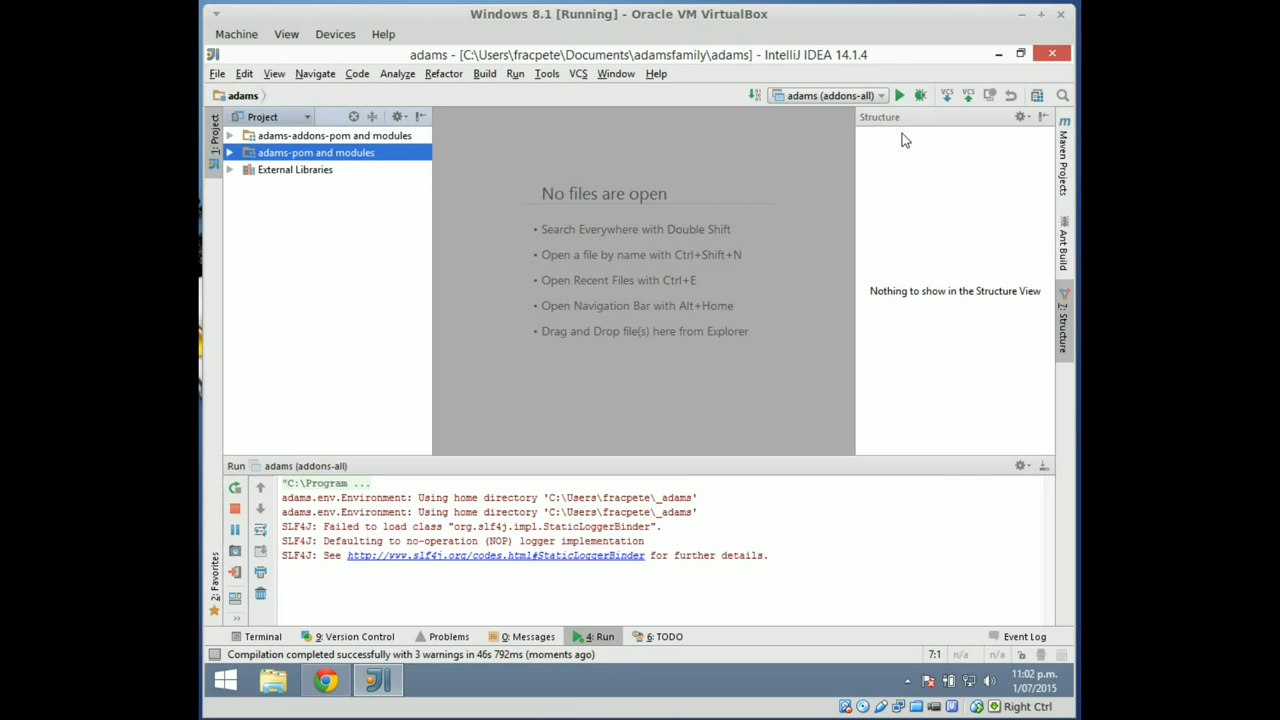 Windows 8.1 [Running] - Oracle VM VirtualBox
Machine View Devices Help
adams - [C:\Users\fracpete\Documents\adamsfamily\adams] - IntelliJ IDEA 14.1.4
File Edit View Navigate Code Analyze Refactor Build Run Tools VCS Window Help
adams
adams (addons-all)
VCS VCS
1: Project
Project
adams-addons-pom and modules
adams-pom and modules
External Libraries
No files are open
• Search Everywhere with Double Shift
• Open a file by name with Ctrl+Shift+N
• Open Recent Files with Ctrl+E
• Open Navigation Bar with Alt+Home
• Drag and Drop file(s) here from Explorer
Structure
Nothing to show in the Structure View
Maven Projects
Ant Build
7: Structure
Run adams (addons-all)
"C:\Program ...
adams.env.Environment: Using home directory 'C:\Users\fracpete\_adams'
adams.env.Environment: Using home directory 'C:\Users\fracpete\_adams'
SLF4J: Failed to load class "org.slf4j.impl.StaticLoggerBinder".
SLF4J: Defaulting to no-operation (NOP) logger implementation
SLF4J: See http://www.slf4j.org/codes.html#StaticLoggerBinder for further details.
2: Favorites
Terminal 9: Version Control Problems 0: Messages 4: Run 6: TODO Event Log
Compilation completed successfully with 3 warnings in 46s 792ms (moments ago) 7:1 n/a n/a
11:02 p.m.
1/07/2015
Right Ctrl